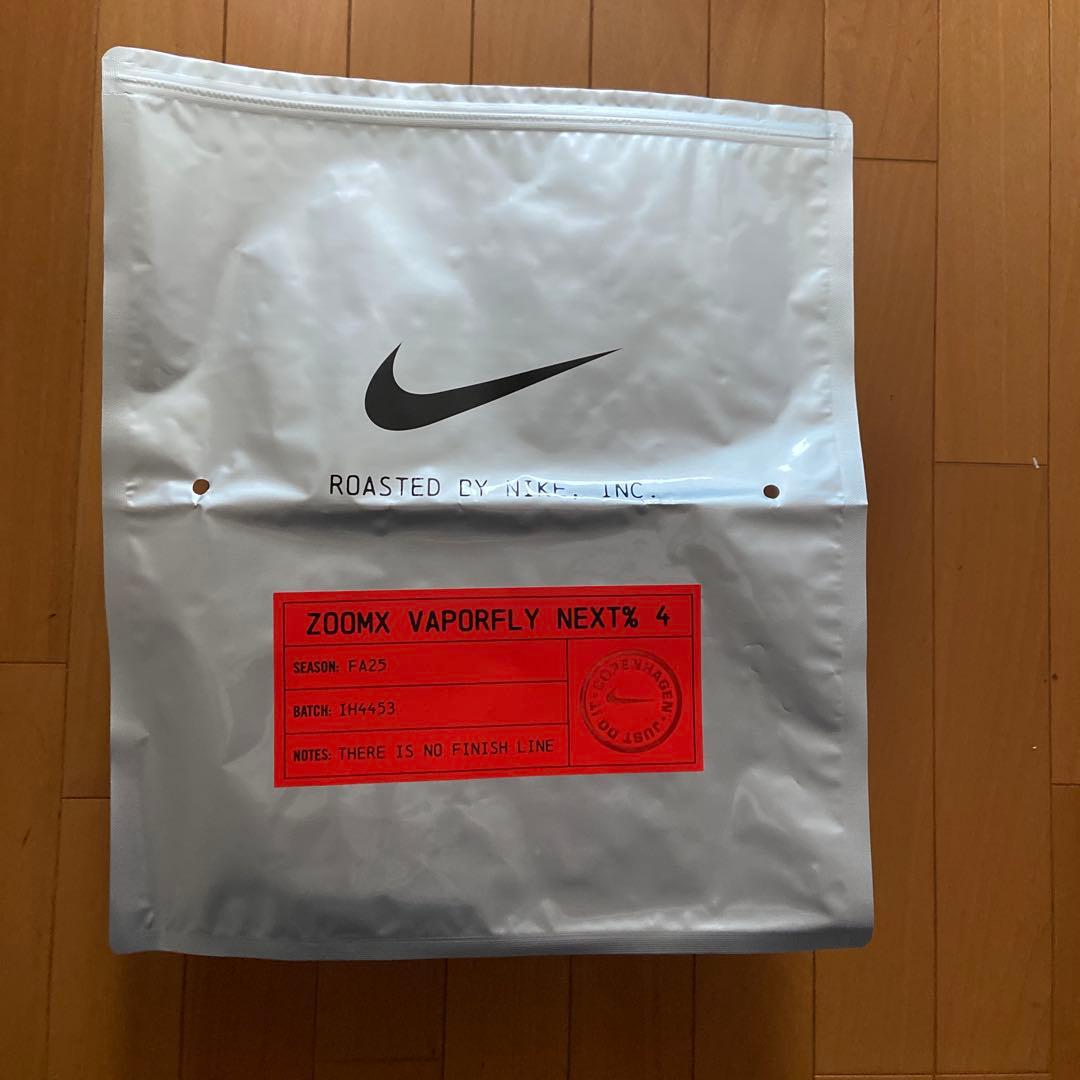 ROASTED BY NIKE, INC.
ZOOMX VAPORFLY NEXT% 4
SEASON: FA25
BATCH: IH4453
NOTES: THERE IS NO FINISH LINE
COPENHAGEN • JUST DO IT •